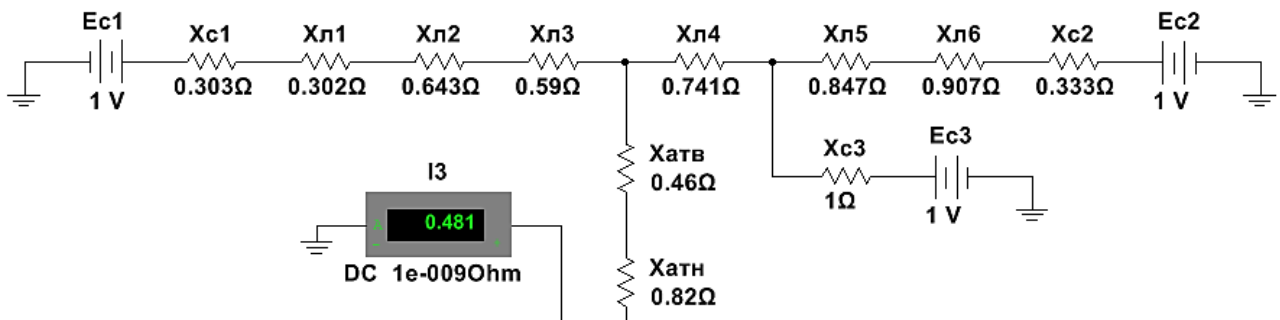 Ec1 Xc1 Xл1 Xл2 Xл3 Xл4 Xл5 Xл6 Xc2 Ec2
1 V 0.303Ω 0.302Ω 0.643Ω 0.59Ω 0.741Ω 0.847Ω 0.907Ω 0.333Ω 1 V
Xатв
0.46Ω
Xc3 Ec3
1Ω 1 V
I3
A 0.481
DC 1e-009Ohm
Xатн
0.82Ω